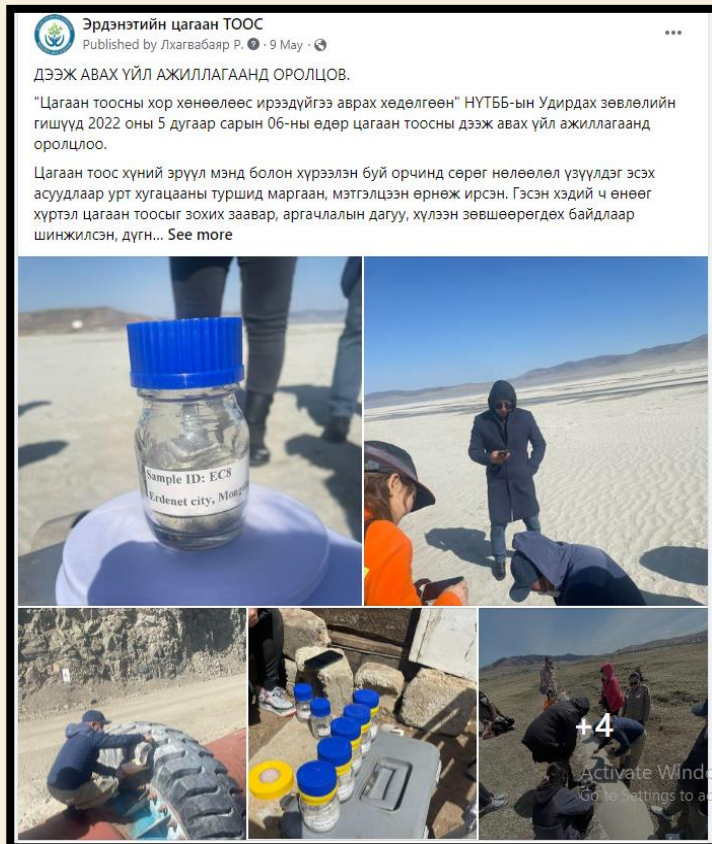 Эрдэнэтийн цагаан ТООС
Published by Лхагвабаяр Р. · 9 May ·
ДЭЭЖ АВАХ ҮЙЛ АЖИЛЛАГААНД ОРОЛЦОВ.
"Цагаан тоосны хор хөнөөлөөс ирээдүйгээ аврах хөдөлгөөн" НҮТББ-ын Удирдах зөвлөлийн
гишүүд 2022 оны 5 дугаар сарын 06-ны өдөр цагаан тоосны дээж авах үйл ажиллагаанд
оролцлоо.
Цагаан тоос хүний эрүүл мэнд болон хүрээлэн буй орчинд сөрөг нөлөөлөл үзүүлдэг эсэх
асуудлаар урт хугацааны туршид маргаан, мэтгэлцээн өрнөж ирсэн. Гэсэн хэдий ч өнөөг
хүртэл цагаан тоосыг зохих заавар, аргачлалын дагуу, хүлээн зөвшөөрөгдөх байдлаар
шинжилсэн, дүгн... See more
Sample ID: EC8
Erdenet city,
+4
Activate Windo
Go to Settings to a